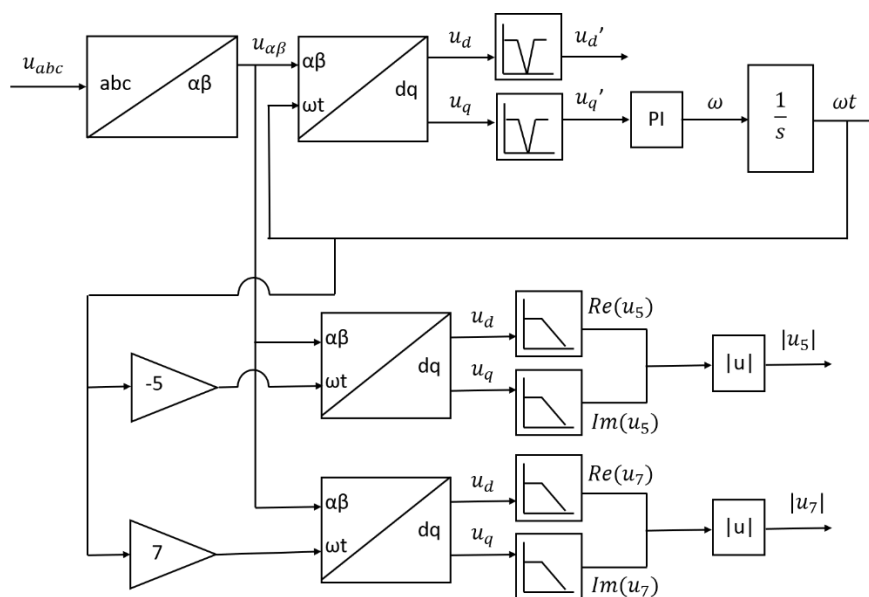 u_abc
abc
αβ
u_αβ
αβ
ωt
dq
u_d
u_d'
u_q
u_q'
PI
ω
1
s
ωt
-5
αβ
ωt
dq
u_d
u_q
Re(u_5)
Im(u_5)
|u|
|u_5|
7
αβ
ωt
dq
u_d
u_q
Re(u_7)
Im(u_7)
|u|
|u_7|